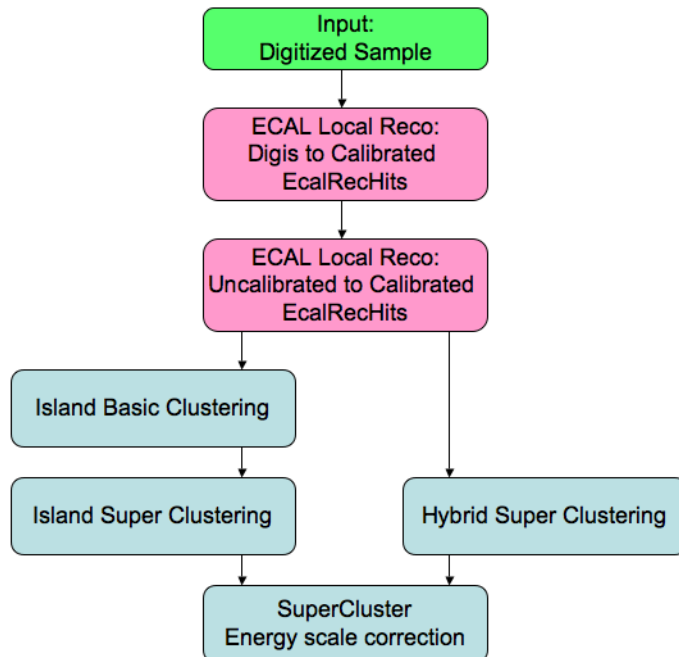 Input:
Digitized Sample
ECAL Local Reco:
Digis to Calibrated
EcalRecHits
ECAL Local Reco:
Uncalibrated to Calibrated
EcalRecHits
Island Basic Clustering
Island Super Clustering
Hybrid Super Clustering
SuperCluster
Energy scale correction